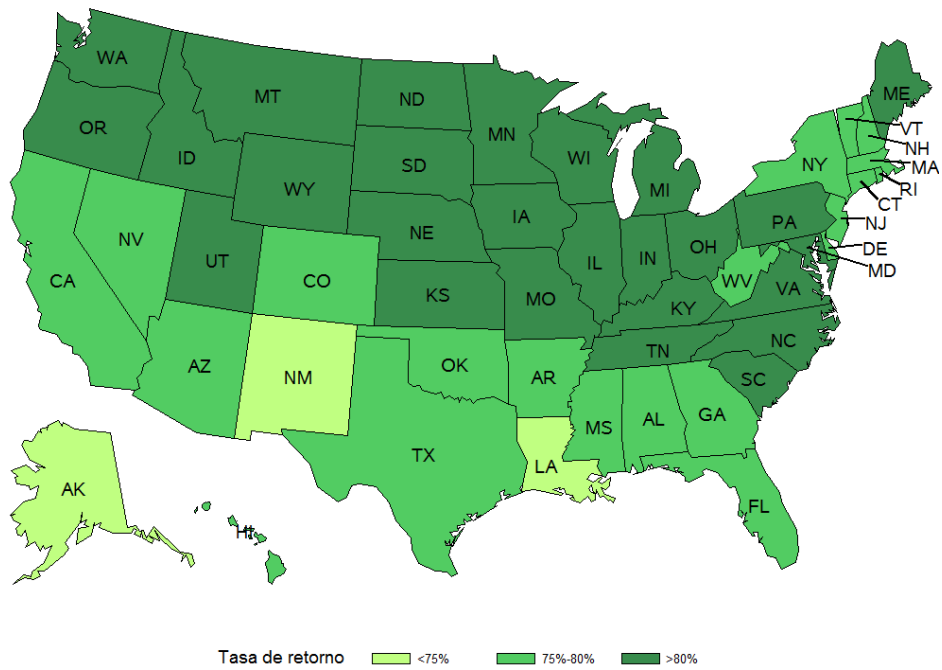 WA
MT
ND
MN
ME
OR
ID
WY
SD
WI
MI
NY
VT
NH
MA
RI
CT
NV
UT
NE
IA
IL
IN
OH
PA
NJ
DE
MD
CA
CO
KS
MO
KY
WV
VA
AZ
NM
OK
AR
TN
NC
SC
TX
LA
MS
AL
GA
FL
AK
HI
Tasa de retorno <75% 75%-80% >80%